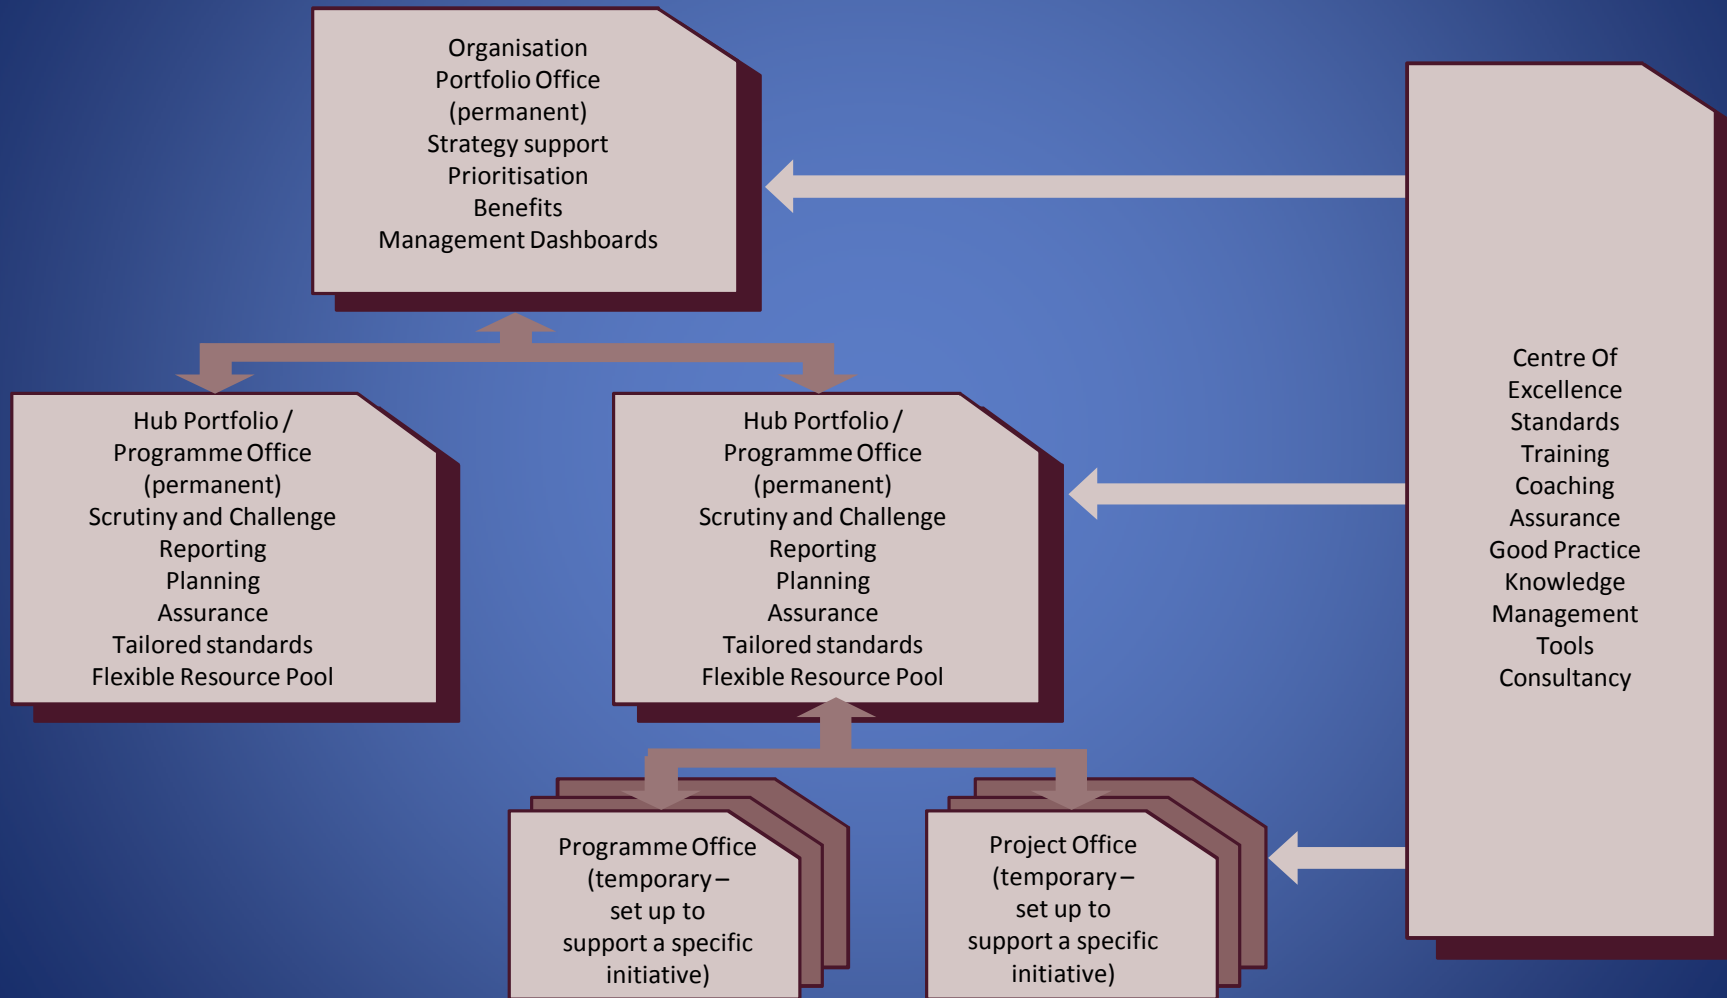 Organisation
Portfolio Office
(permanent)
Strategy support
Prioritisation
Benefits
Management Dashboards
Hub Portfolio /
Programme Office
(permanent)
Scrutiny and Challenge
Reporting
Planning
Assurance
Tailored standards
Flexible Resource Pool
Hub Portfolio /
Programme Office
(permanent)
Scrutiny and Challenge
Reporting
Planning
Assurance
Tailored standards
Flexible Resource Pool
Programme Office
(temporary –
set up to
support a specific
initiative)
Project Office
(temporary –
set up to
support a specific
initiative)
Centre Of
Excellence
Standards
Training
Coaching
Assurance
Good Practice
Knowledge
Management
Tools
Consultancy